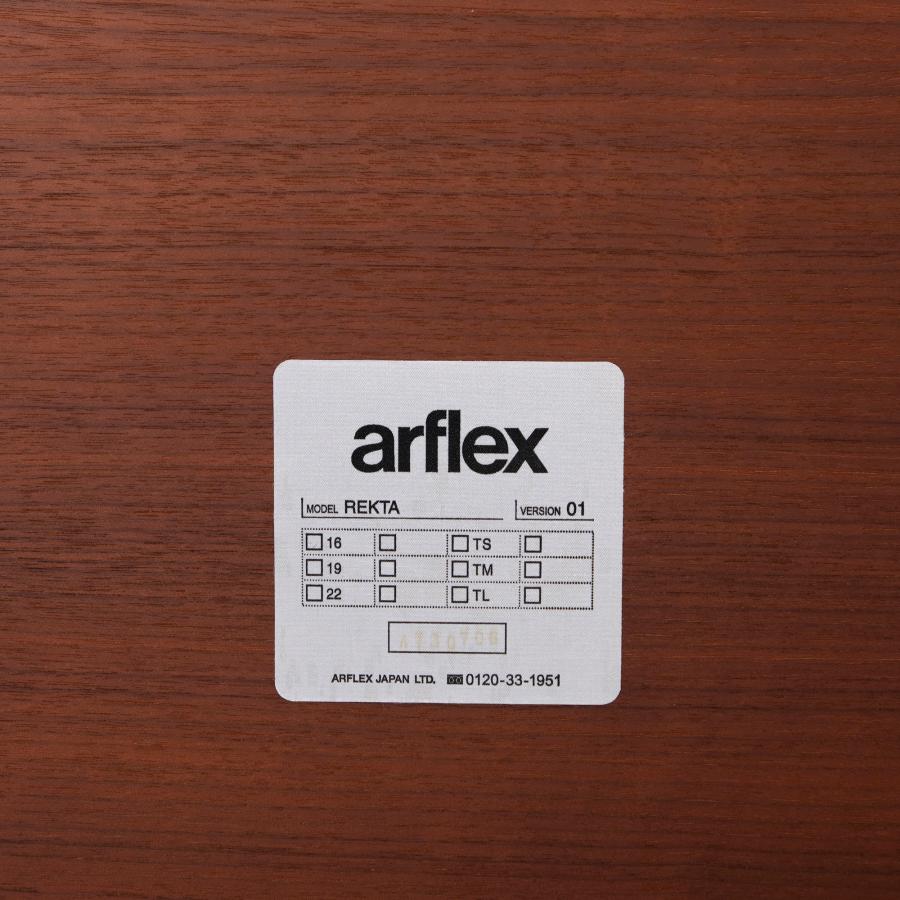 arflex
MODEL REKTA VERSION 01
16 TS
19 TM
22 TL
ARFLEX JAPAN LTD. 0120-33-1951